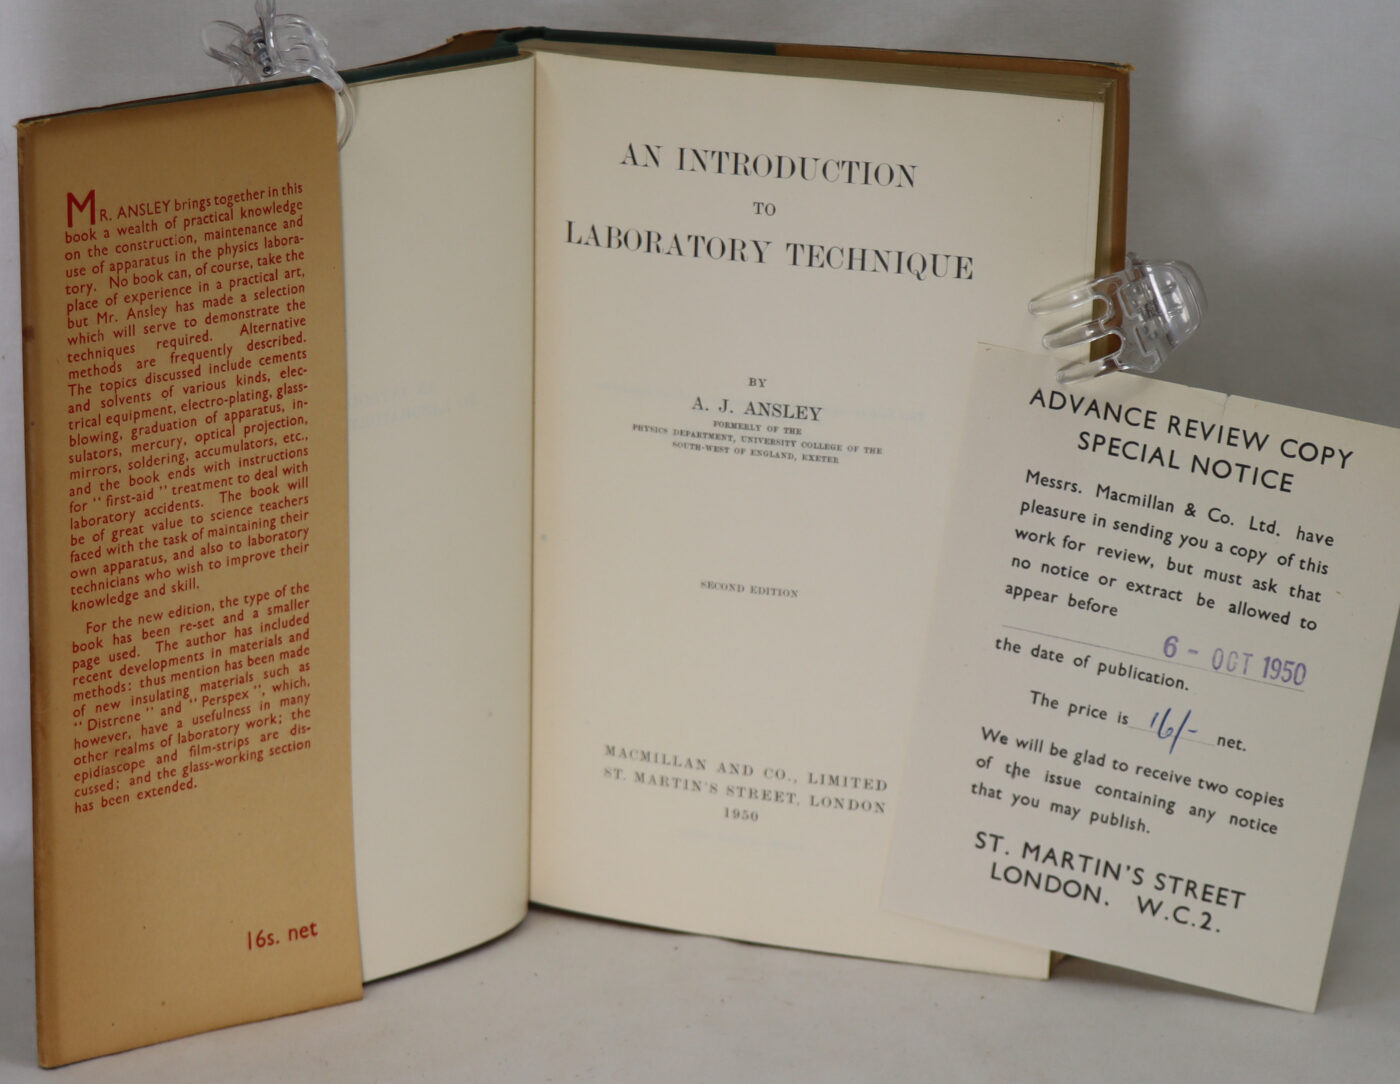 MR. ANSLEY brings together in this
book a wealth of practical knowledge
on the construction, maintenance and
use of apparatus in the physics labora-
tory. No book can, of course, take the
place of experience in a practical art,
but Mr. Ansley has made a selection
which will serve to demonstrate the
techniques required. Alternative
methods are frequently described.
The topics discussed include cements
and solvents of various kinds, elec-
trical equipment, electro-plating, glass-
blowing, graduation of apparatus, in-
sulators, mercury, optical projection,
mirrors, soldering, accumulators, etc.,
and the book ends with instructions
for "first-aid" treatment to deal with
laboratory accidents. The book will
be of great value to science teachers
faced with the task of maintaining their
own apparatus, and also to laboratory
technicians who wish to improve their
knowledge and skill.
For the new edition, the type of the
book has been re-set and a smaller
page used. The author has included
recent developments in materials and
methods: thus mention has been made
of new insulating materials such as
"Distrene" and "Perspex", which,
however, have a usefulness in many
other realms of laboratory work; the
epidiascope and film-strips are dis-
cussed; and the glass-working section
has been extended.
16s. net
AN INTRODUCTION
TO
LABORATORY TECHNIQUE
BY
A. J. ANSLEY
FORMERLY OF THE
PHYSICS DEPARTMENT, UNIVERSITY COLLEGE OF THE
SOUTH-WEST OF ENGLAND, EXETER
SECOND EDITION
MACMILLAN AND CO., LIMITED
ST. MARTIN'S STREET, LONDON
1950
ADVANCE REVIEW COPY
SPECIAL NOTICE
Messrs. Macmillan & Co. Ltd. have
pleasure in sending you a copy of this
work for review, but must ask that
no notice or extract be allowed to
appear before
6 - OCT 1950
the date of publication.
The price is 16/- net.
We will be glad to receive two copies
of the issue containing any notice
that you may publish.
ST. MARTIN'S STREET
LONDON. W.C.2.